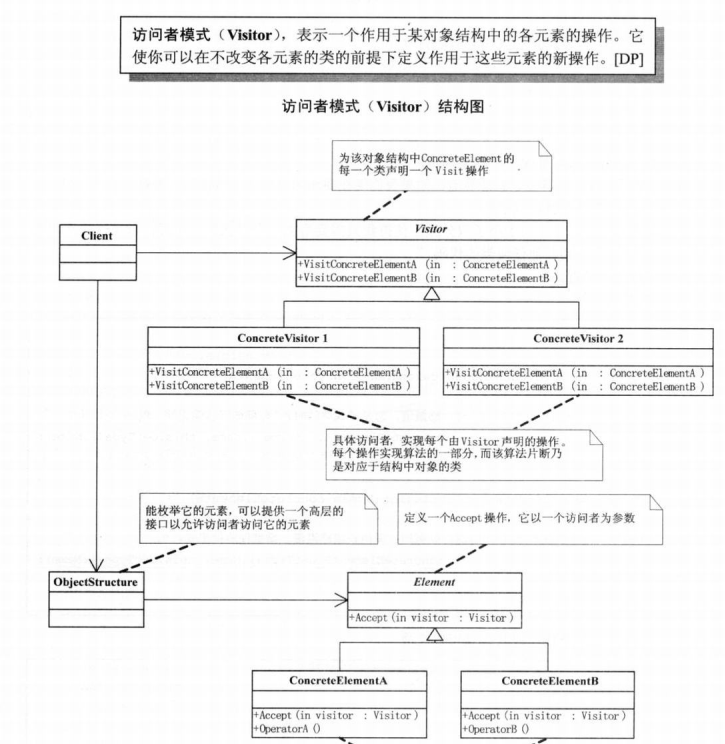 访问者模式（Visitor），表示一个作用于某对象结构中的各元素的操作。它
使你可以在不改变各元素的类的前提下定义作用于这些元素的新操作。[DP]
访问者模式（Visitor）结构图
为该对象结构中ConcreteElement的
每一个类声明一个 Visit 操作
Client
Visitor
+VisitConcreteElementA (in : ConcreteElementA )
+VisitConcreteElementB (in : ConcreteElementB )
ConcreteVisitor 1
+VisitConcreteElementA (in : ConcreteElementA )
+VisitConcreteElementB (in : ConcreteElementB )
ConcreteVisitor 2
+VisitConcreteElementA (in : ConcreteElementA )
+VisitConcreteElementB (in : ConcreteElementB )
具体访问者，实现每个由Visitor声明的操作。
每个操作实现算法的一部分,而该算法片断乃
是对应于结构中对象的类
能枚举它的元素，可以提供一个高层的
接口以允许访问者访问它的元素
定义一个Accept 操作，它以一个访问者为参数
ObjectStructure
Element
+Accept(in visitor : Visitor)
ConcreteElementA
+Accept(in visitor : Visitor)
+OperatorA()
ConcreteElementB
+Accept(in visitor : Visitor)
+OperatorB()